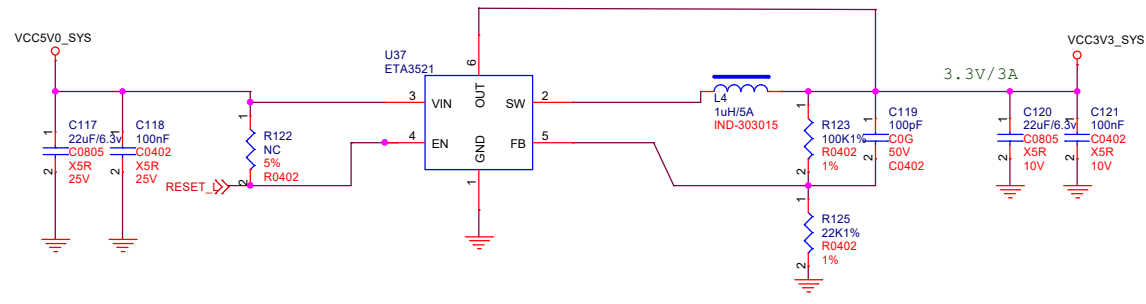 VCC5V0_SYS
C117
22uF/6.3v
C0805
X5R
25V
1
2
C118
100nF
C0402
X5R
25V
1
2
R122
NC
5%
R0402
1
2
RESET_L
U37
ETA3521
3
VIN
4
EN
6
OUT
GND
1
SW
2
FB
5
L4
1uH/5A
IND-303015
R123
100K1%
R0402
1%
1
2
C119
100pF
C0G
50V
C0402
R125
22K1%
R0402
1%
1
2
3.3V/3A
C120
22uF/6.3v
C0805
X5R
10V
1
2
C121
100nF
C0402
X5R
10V
1
2
VCC3V3_SYS